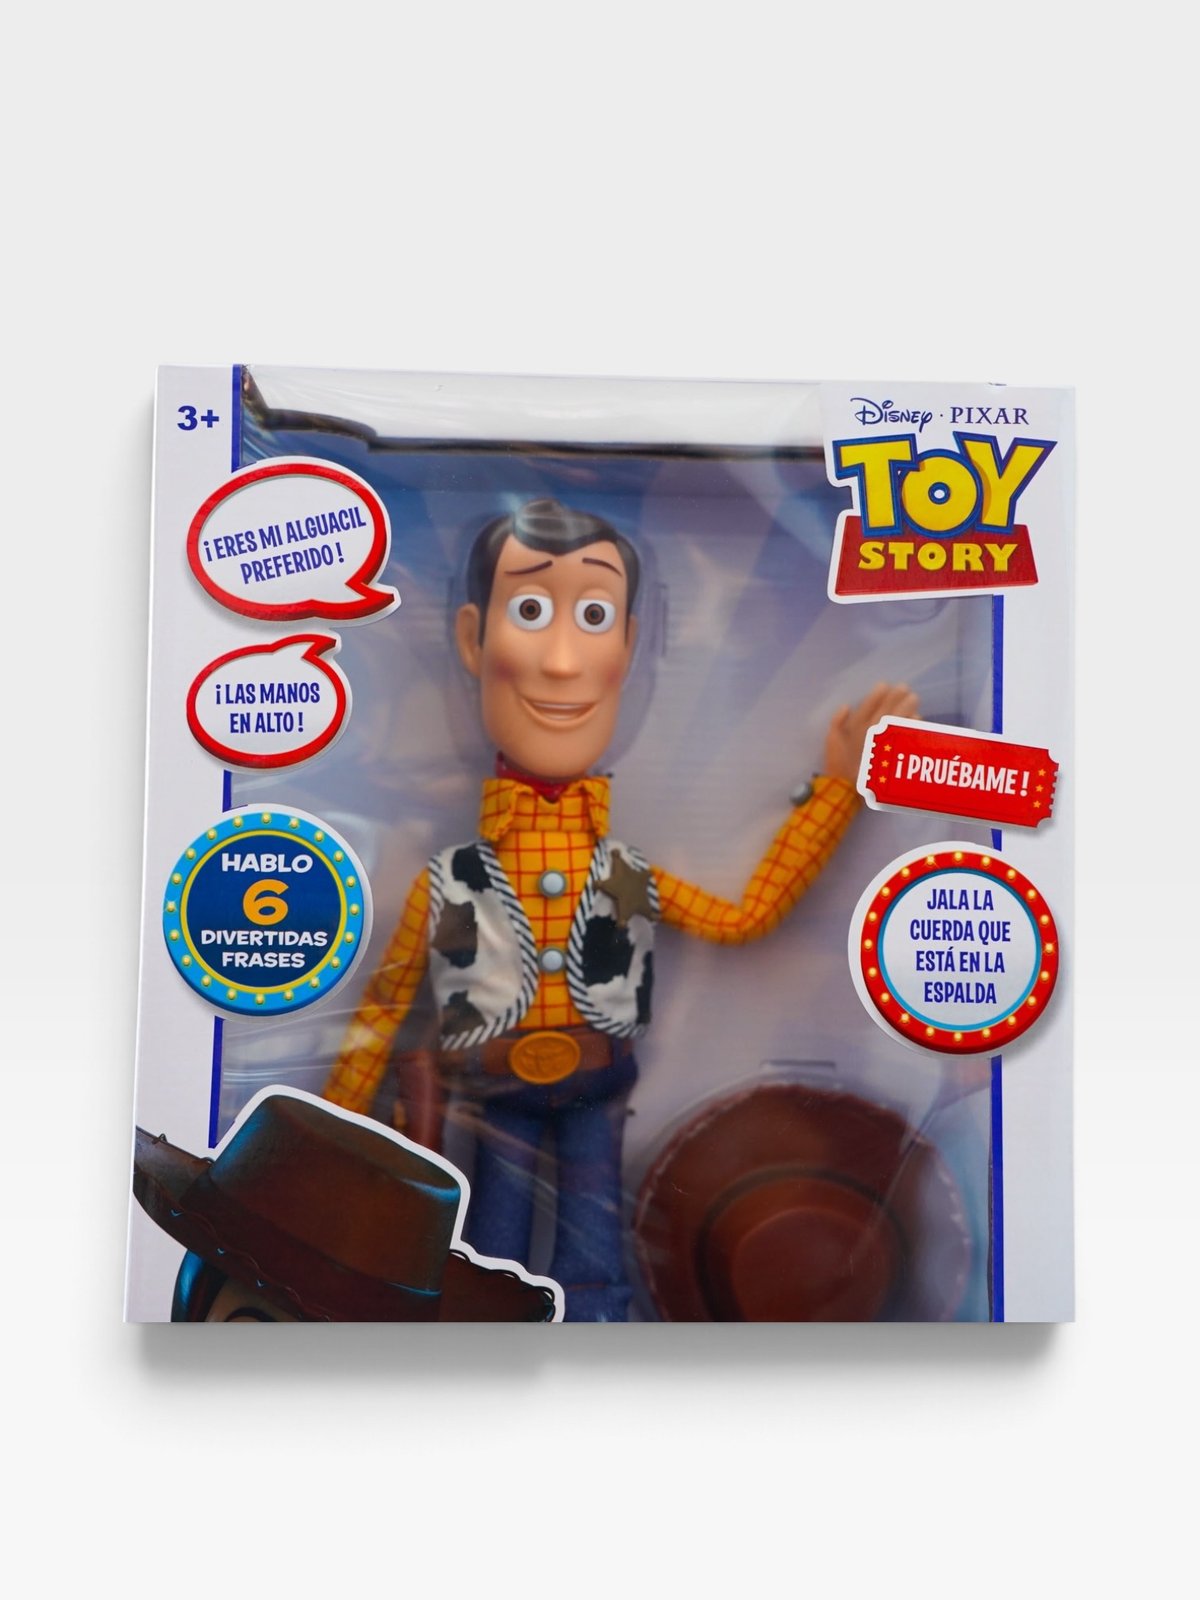 3+
Disney · PIXAR
TOY
STORY
¡ERES MI ALGUACIL
PREFERIDO!
¡LAS MANOS
EN ALTO!
¡PRUÉBAME!
HABLO
6
DIVERTIDAS
FRASES
JALA LA
CUERDA QUE
ESTÁ EN LA
ESPALDA